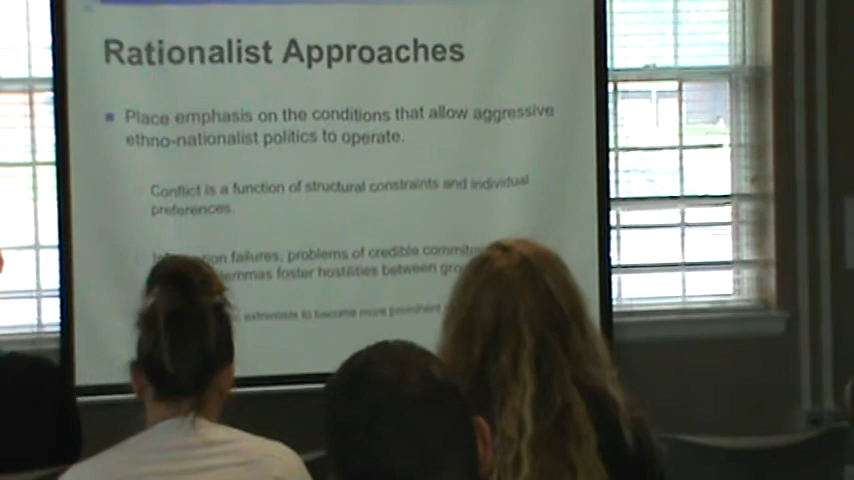 Rationalist Approaches
Place emphasis on the conditions that allow aggressive
ethno-nationalist politics to operate.
Conflict is a function of structural constraints and individual
preferences.
failures, problems of credible
foster hostilities between
extremists to become more prominent